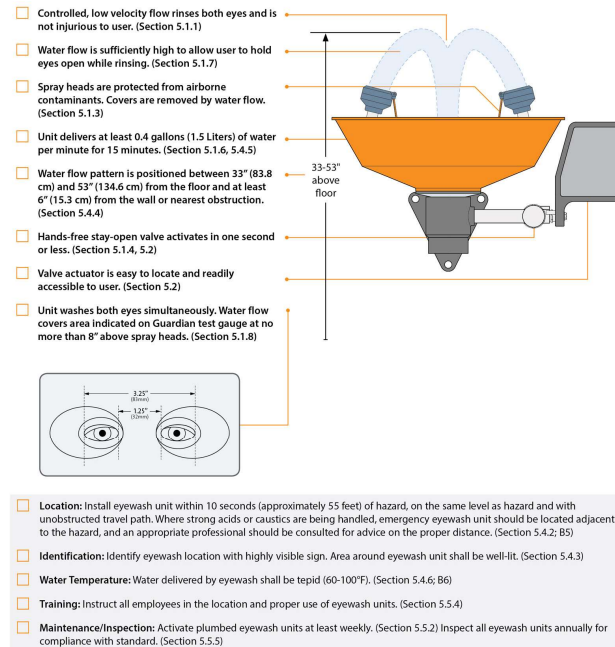 Controlled, low velocity flow rinses both eyes and is
not injurious to user. (Section 5.1.1)
Water flow is sufficiently high to allow user to hold
eyes open while rinsing. (Section 5.1.7)
Spray heads are protected from airborne
contaminants. Covers are removed by water flow.
(Section 5.1.3)
Unit delivers at least 0.4 gallons (1.5 Liters) of water
per minute for 15 minutes. (Section 5.1.6, 5.4.5)
Water flow pattern is positioned between 33" (83.8
cm) and 53" (134.6 cm) from the floor and at least
6" (15.3 cm) from the wall or nearest obstruction.
(Section 5.4.4)
Hands-free stay-open valve activates in one second
or less. (Section 5.1.4, 5.2)
Valve actuator is easy to locate and readily
accessible to user. (Section 5.2)
Unit washes both eyes simultaneously. Water flow
covers area indicated on Guardian test gauge at no
more than 8" above spray heads. (Section 5.1.8)
33-53"
above
floor
3.25"
(83mm)
1.25"
(32mm)
Location: Install eyewash unit within 10 seconds (approximately 55 feet) of hazard, on the same level as hazard and with
unobstructed travel path. Where strong acids or caustics are being handled, emergency eyewash unit should be located adjacent
to the hazard, and an appropriate professional should be consulted for advice on the proper distance. (Section 5.4.2; B5)
Identification: Identify eyewash location with highly visible sign. Area around eyewash unit shall be well-lit. (Section 5.4.3)
Water Temperature: Water delivered by eyewash shall be tepid (60-100°F). (Section 5.4.6; B6)
Training: Instruct all employees in the location and proper use of eyewash units. (Section 5.5.4)
Maintenance/Inspection: Activate plumbed eyewash units at least weekly. (Section 5.5.2) Inspect all eyewash units annually for
compliance with standard. (Section 5.5.5)